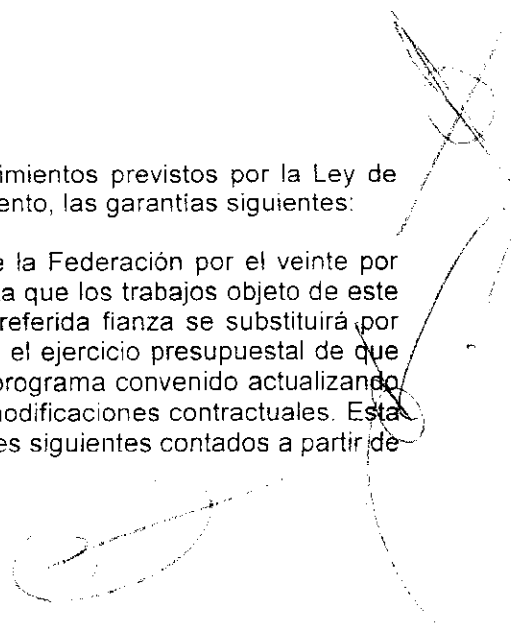 imientos previstos por la Ley de
ento, las garantías siguientes:
e la Federación por el veinte por
a que los trabajos objeto de este
referida fianza se substituirá por
el ejercicio presupuestal de que
programa convenido actualizando
modificaciones contractuales. Esta
es siguientes contados a partir de